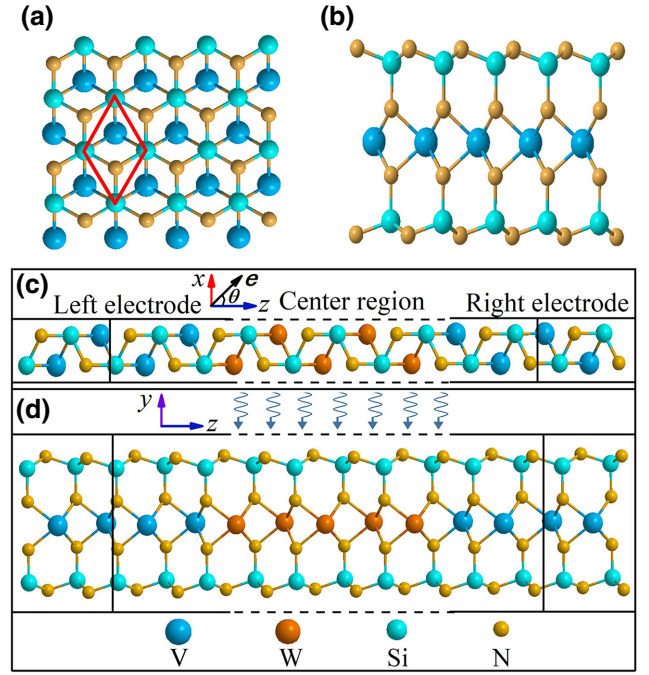 (a)
(b)
(c)
x e
θ z
Left electrode Center region Right electrode
(d)
y
z
V W Si N